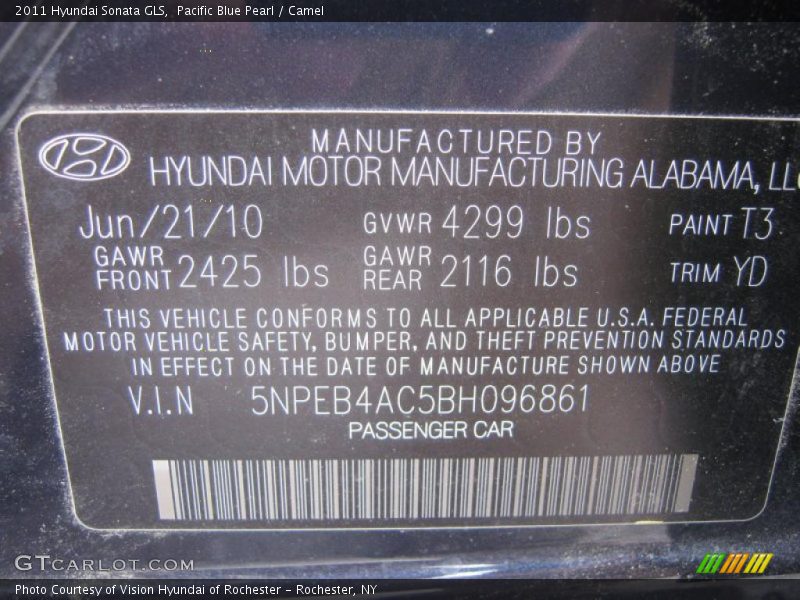 2011 Hyundai Sonata GLS, Pacific Blue Pearl / Camel
MANUFACTURED BY
HYUNDAI MOTOR MANUFACTURING ALABAMA, LLC
Jun/21/10 GVWR 4299 lbs PAINT T3
GAWR FRONT 2425 lbs GAWR REAR 2116 lbs TRIM YD
THIS VEHICLE CONFORMS TO ALL APPLICABLE U.S.A. FEDERAL
MOTOR VEHICLE SAFETY, BUMPER, AND THEFT PREVENTION STANDARDS
IN EFFECT ON THE DATE OF MANUFACTURE SHOWN ABOVE
V.I.N 5NPEB4AC5BH096861
PASSENGER CAR
GTCARLOT.COM
Photo Courtesy of Vision Hyundai of Rochester – Rochester, NY